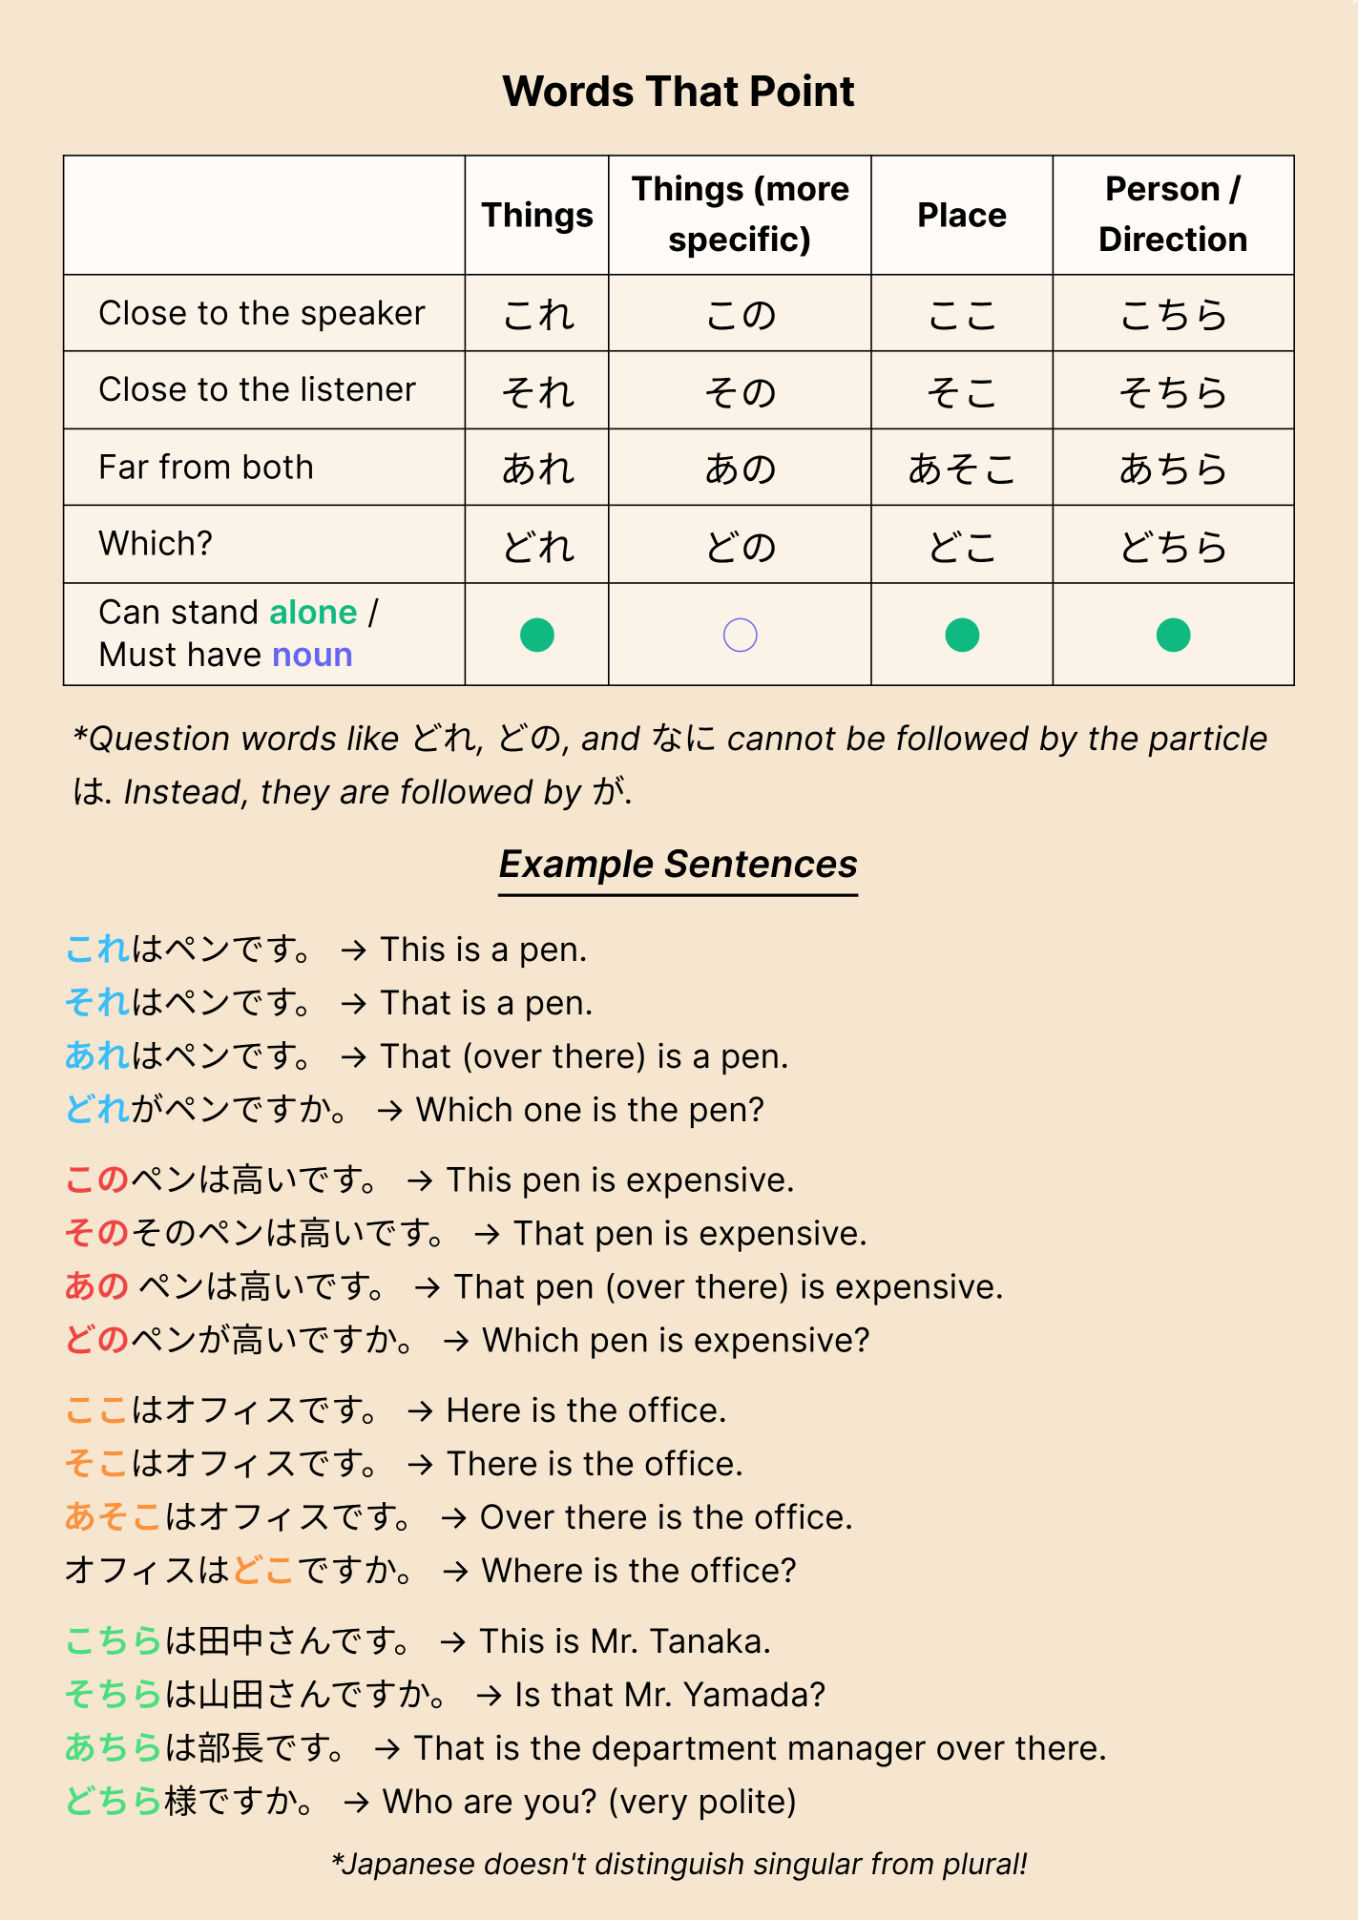 Words That Point
Things
Things (more
specific)
Place
Person /
Direction
Close to the speaker これ この ここ こちら
Close to the listener それ その そこ そちら
Far from both あれ あの あそこ あちら
Which? どれ どの どこ どちら
Can stand alone /
Must have noun
*Question words like どれ, どの, and なに cannot be followed by the particle
は. Instead, they are followed by が.
Example Sentences
これはペンです。 → This is a pen.
それはペンです。 → That is a pen.
あれはペンです。 → That (over there) is a pen.
どれがペンですか。 → Which one is the pen?
このペンは高いです。 → This pen is expensive.
そのそのペンは高いです。 → That pen is expensive.
あの ペンは高いです。 → That pen (over there) is expensive.
どのペンが高いですか。 → Which pen is expensive?
ここはオフィスです。 → Here is the office.
そこはオフィスです。 → There is the office.
あそこはオフィスです。 → Over there is the office.
オフィスはどこですか。 → Where is the office?
こちらは田中さんです。 → This is Mr. Tanaka.
そちらは山田さんですか。 → Is that Mr. Yamada?
あちらは部長です。 → That is the department manager over there.
どちら様ですか。 → Who are you? (very polite)
*Japanese doesn't distinguish singular from plural!